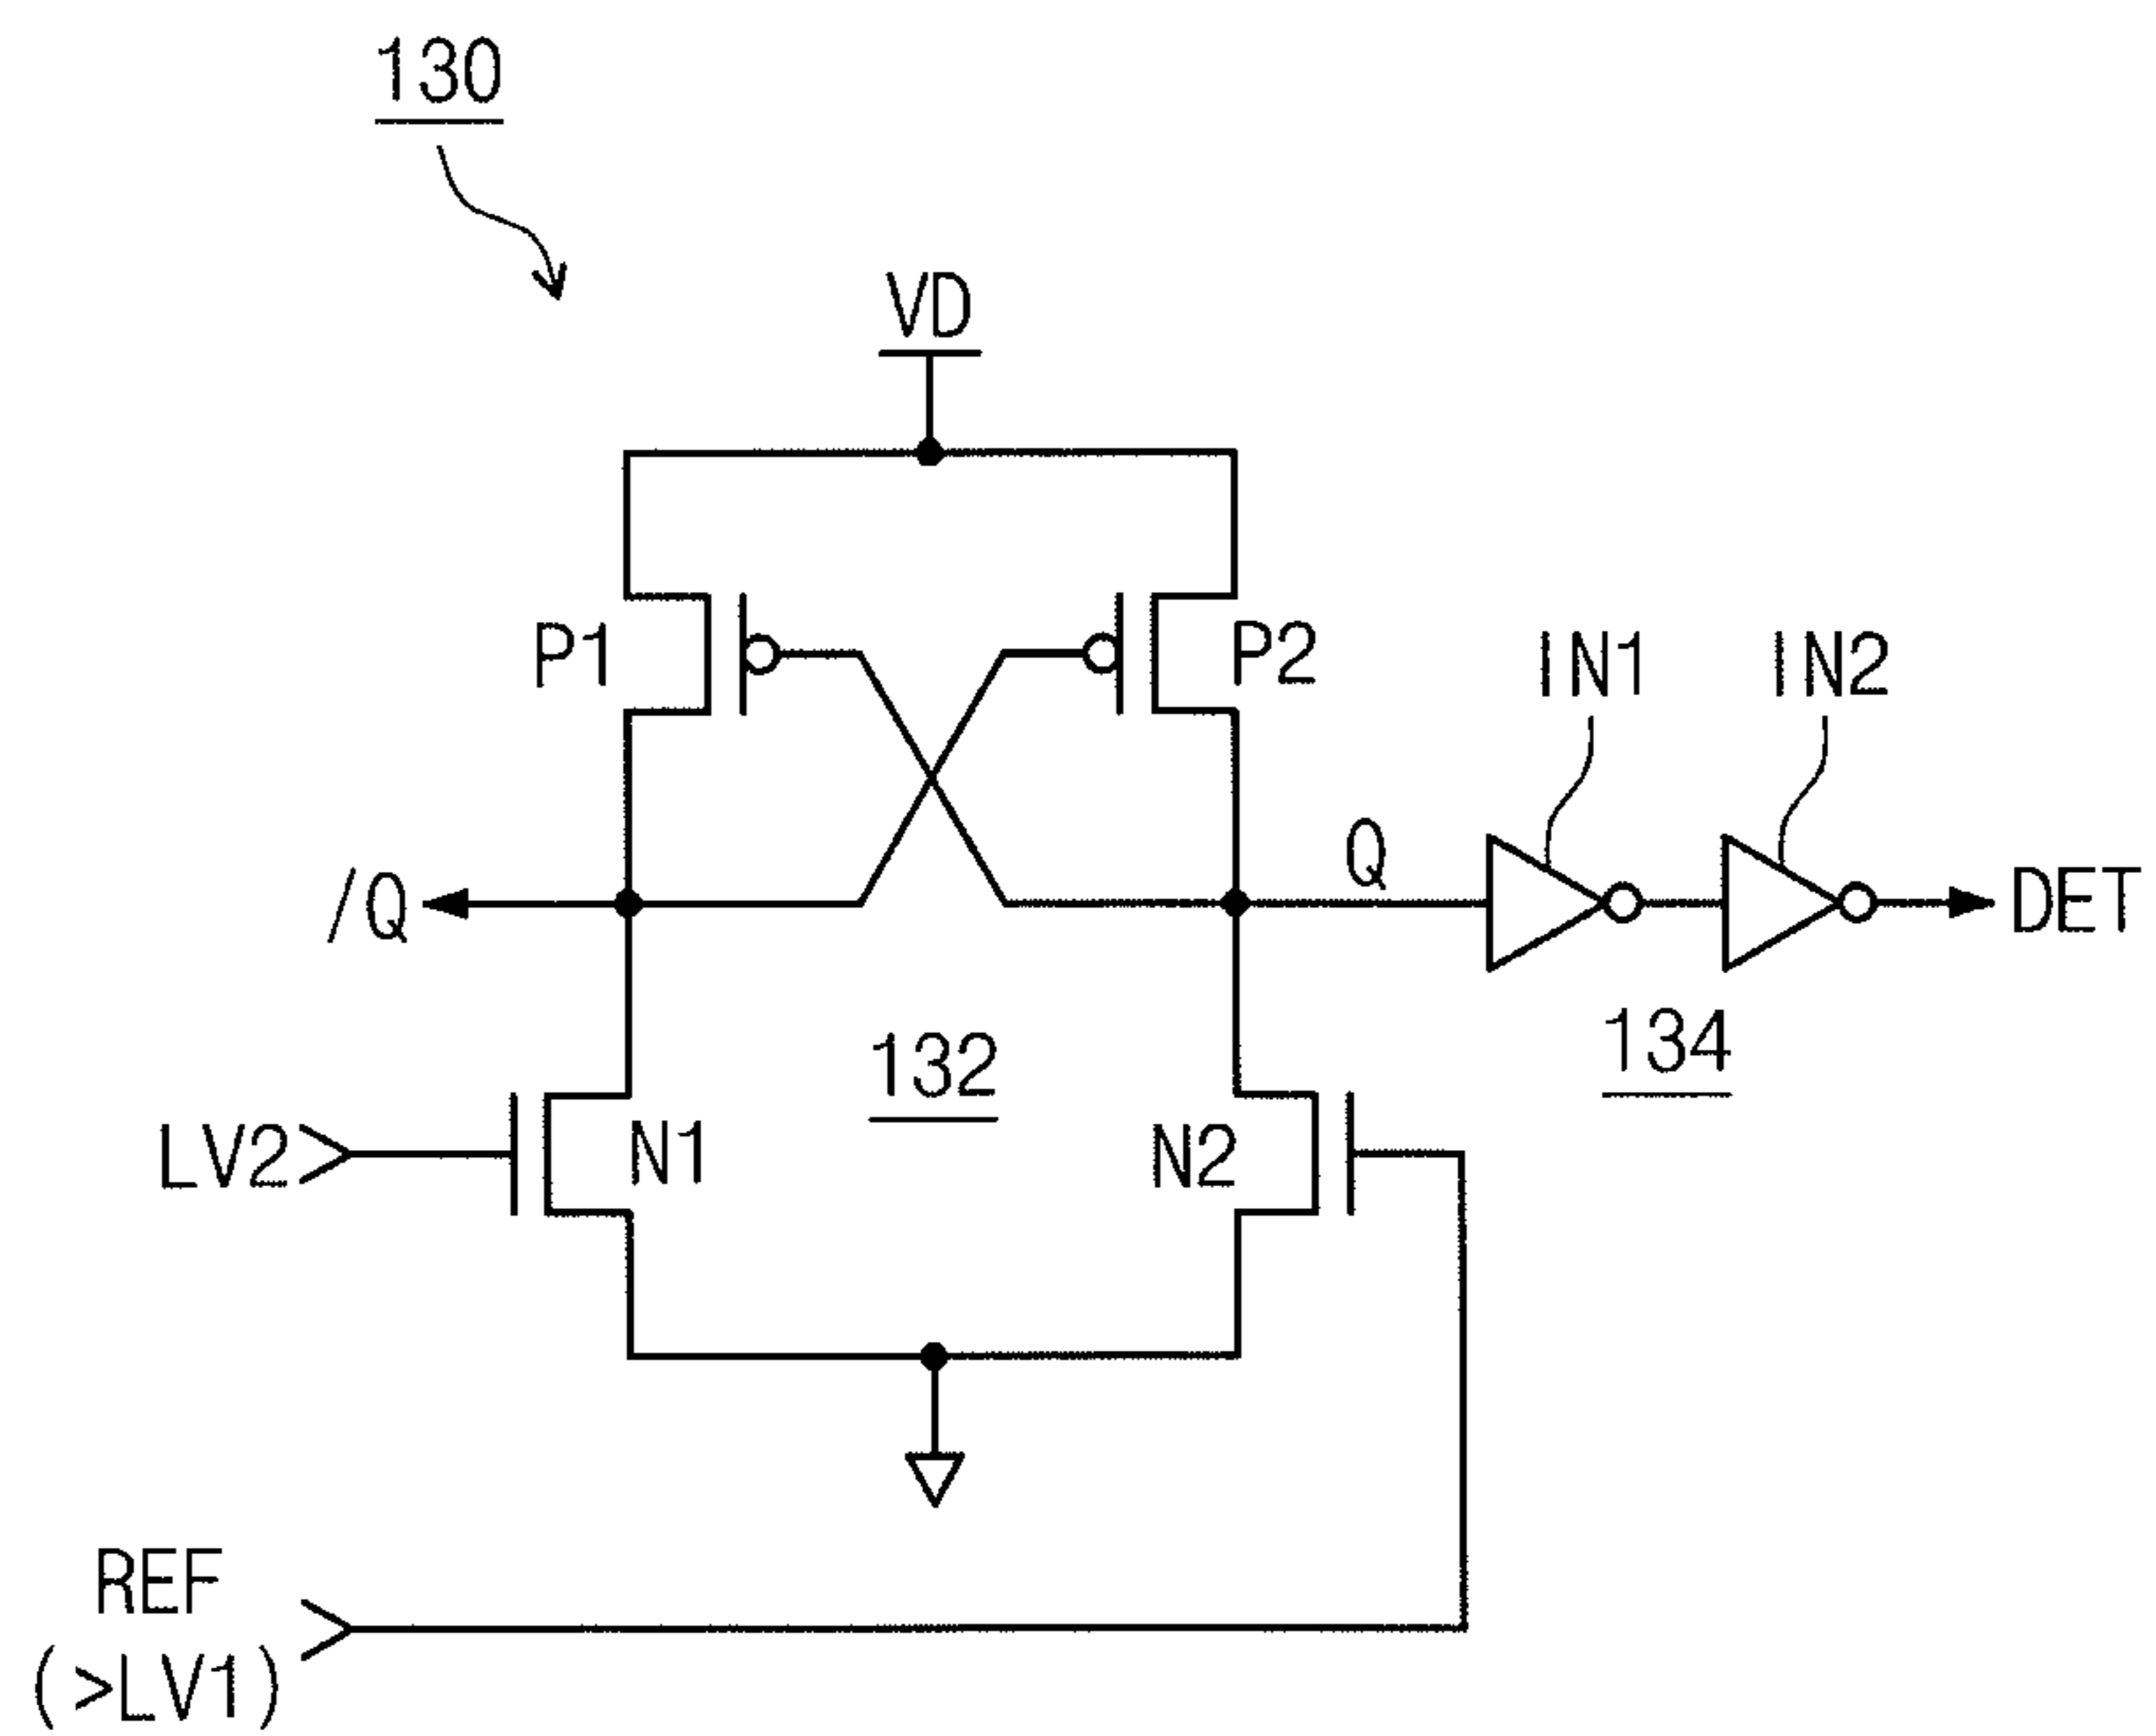 130
VD
P1
P2
IN1
IN2
/Q
Q
DET
132
134
LV2
N1
N2
REF
(>LV1)